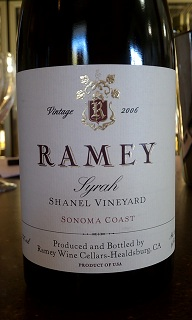 Vintage 2006
RAMEY
Syrah
SHANEL VINEYARD
SONOMA COAST
Produced and Bottled by
Ramey Wine Cellars-Healdsburg, CA
PRODUCT OF USA